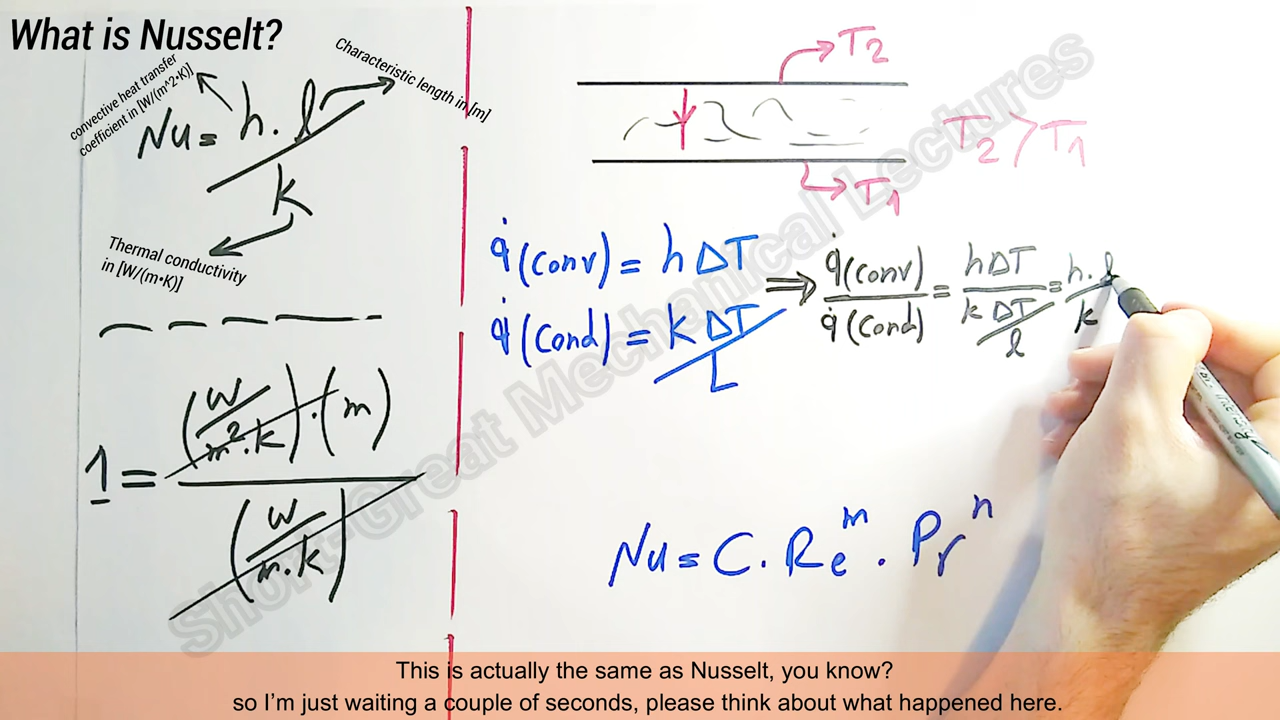 What is Nusselt?
convective heat transfer
coefficient in [W/(m^2•K)]
Characteristic length in [m]
Nu = h . l / k
Thermal conductivity
in [W/(m•K)]
1 = (W / m².k) . (m) / (W / m.k)
T2
T2 > T1
T1
q̇(Conv) = h ΔT
q̇(Cond) = k ΔT / L
⇒ q̇(Conv) / q̇(Cond) = h ΔT / k ΔT / l = h . l / k
Nu = C . Re^m . Pr^n
Short-Great Mechanical Lectures
This is actually the same as Nusselt, you know?
so I'm just waiting a couple of seconds, please think about what happened here.